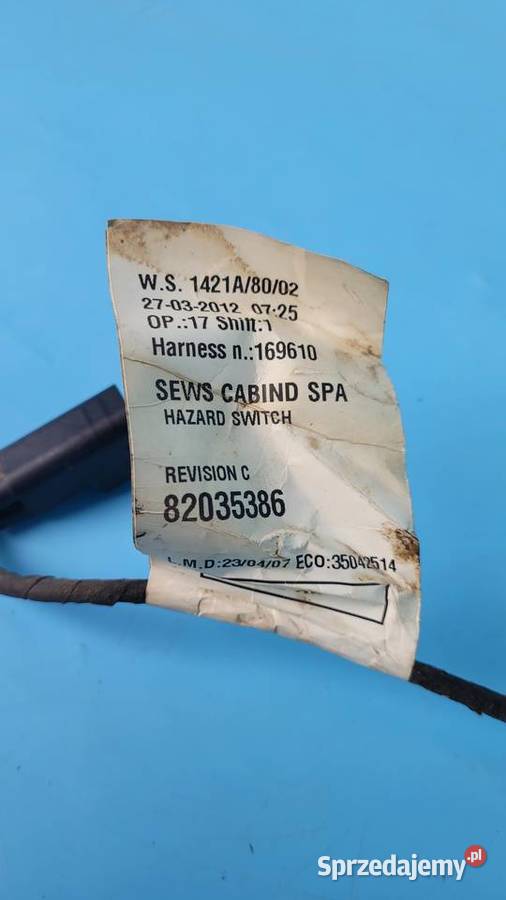 W.S. 1421A/80/02
27-03-2012 07:25
OP.:17 Shift:1
Harness n.:169610
SEWS CABIND SPA
HAZARD SWITCH
REVISION C
82035386
L.M.D:23/04/07 ECO:35042514
Sprzedajemy.pl